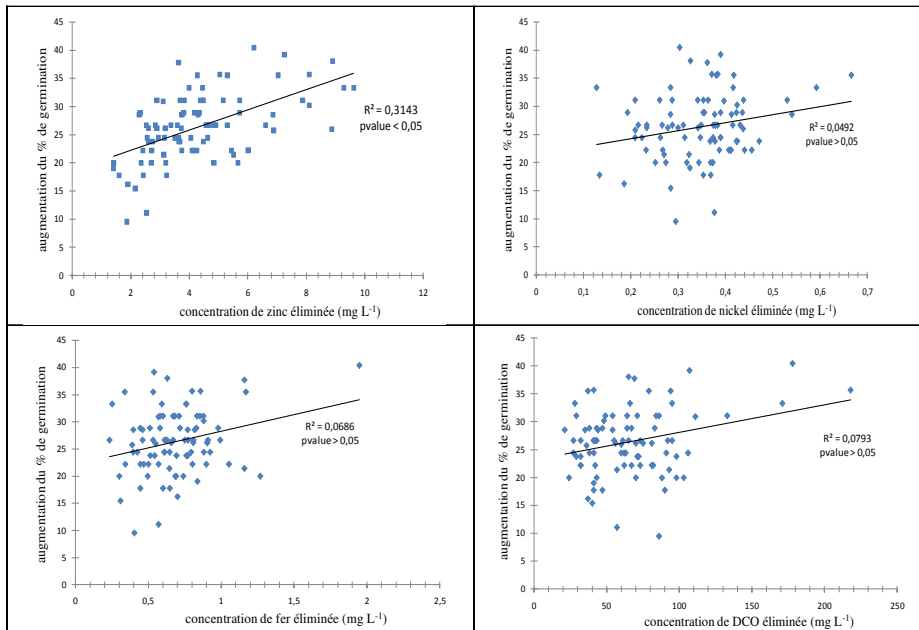 augmentation du % de germination
45
40
35
30
25
20
15
10
5
0
R² = 0,3143
pvalue < 0,05
0 2 4 6 8 10 12
concentration de zinc éliminée (mg L⁻¹)
augmentation du % de germination
45
40
35
30
25
20
15
10
5
0
R² = 0,0492
pvalue > 0,05
0 0,1 0,2 0,3 0,4 0,5 0,6 0,7
concentration de nickel éliminée (mg L⁻¹)
augmentation du % de germination
45
40
35
30
25
20
15
10
5
0
R² = 0,0686
pvalue > 0,05
0 0,5 1 1,5 2 2,5
concentration de fer éliminée (mg L⁻¹)
augmentation du % de germination
45
40
35
30
25
20
15
10
5
0
R² = 0,0793
pvalue > 0,05
0 50 100 150 200 250
concentration de DCO éliminée (mg L⁻¹)